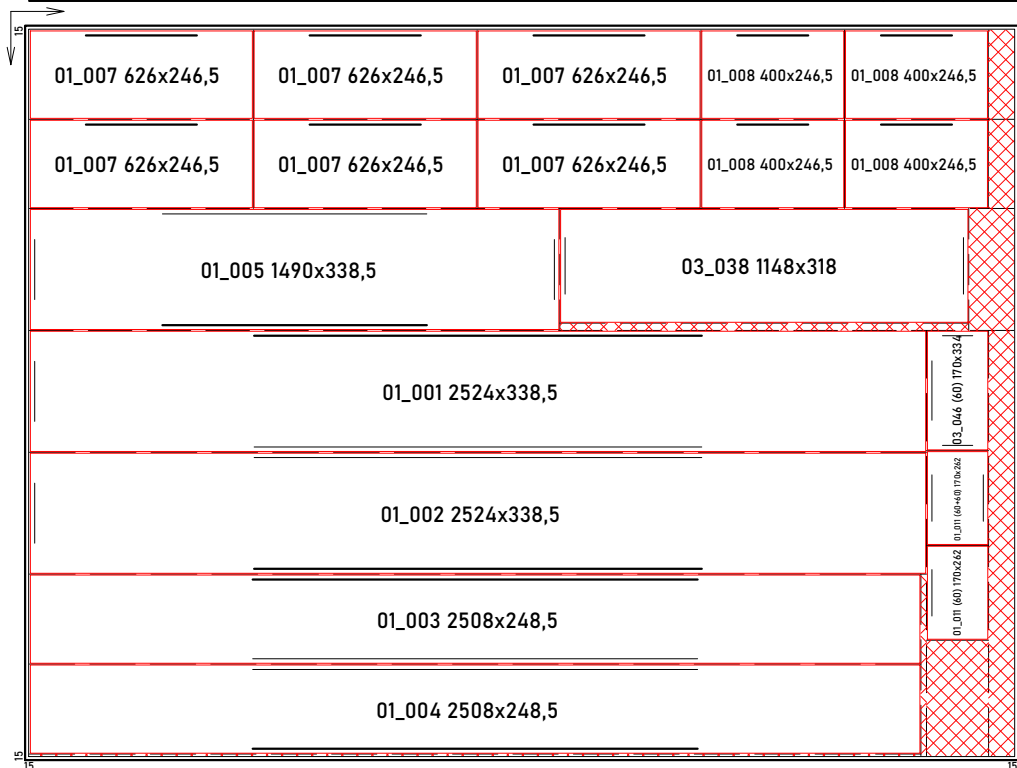 15
01_007 626x246,5
01_007 626x246,5
01_007 626x246,5
01_008 400x246,5
01_008 400x246,5
01_007 626x246,5
01_007 626x246,5
01_007 626x246,5
01_008 400x246,5
01_008 400x246,5
01_005 1490x338,5
03_038 1148x318
01_001 2524x338,5
03_046 (60) 170x334
01_002 2524x338,5
01_011 (60+60) 170x262
01_011 (60) 170x262
01_003 2508x248,5
01_004 2508x248,5
15
15
15